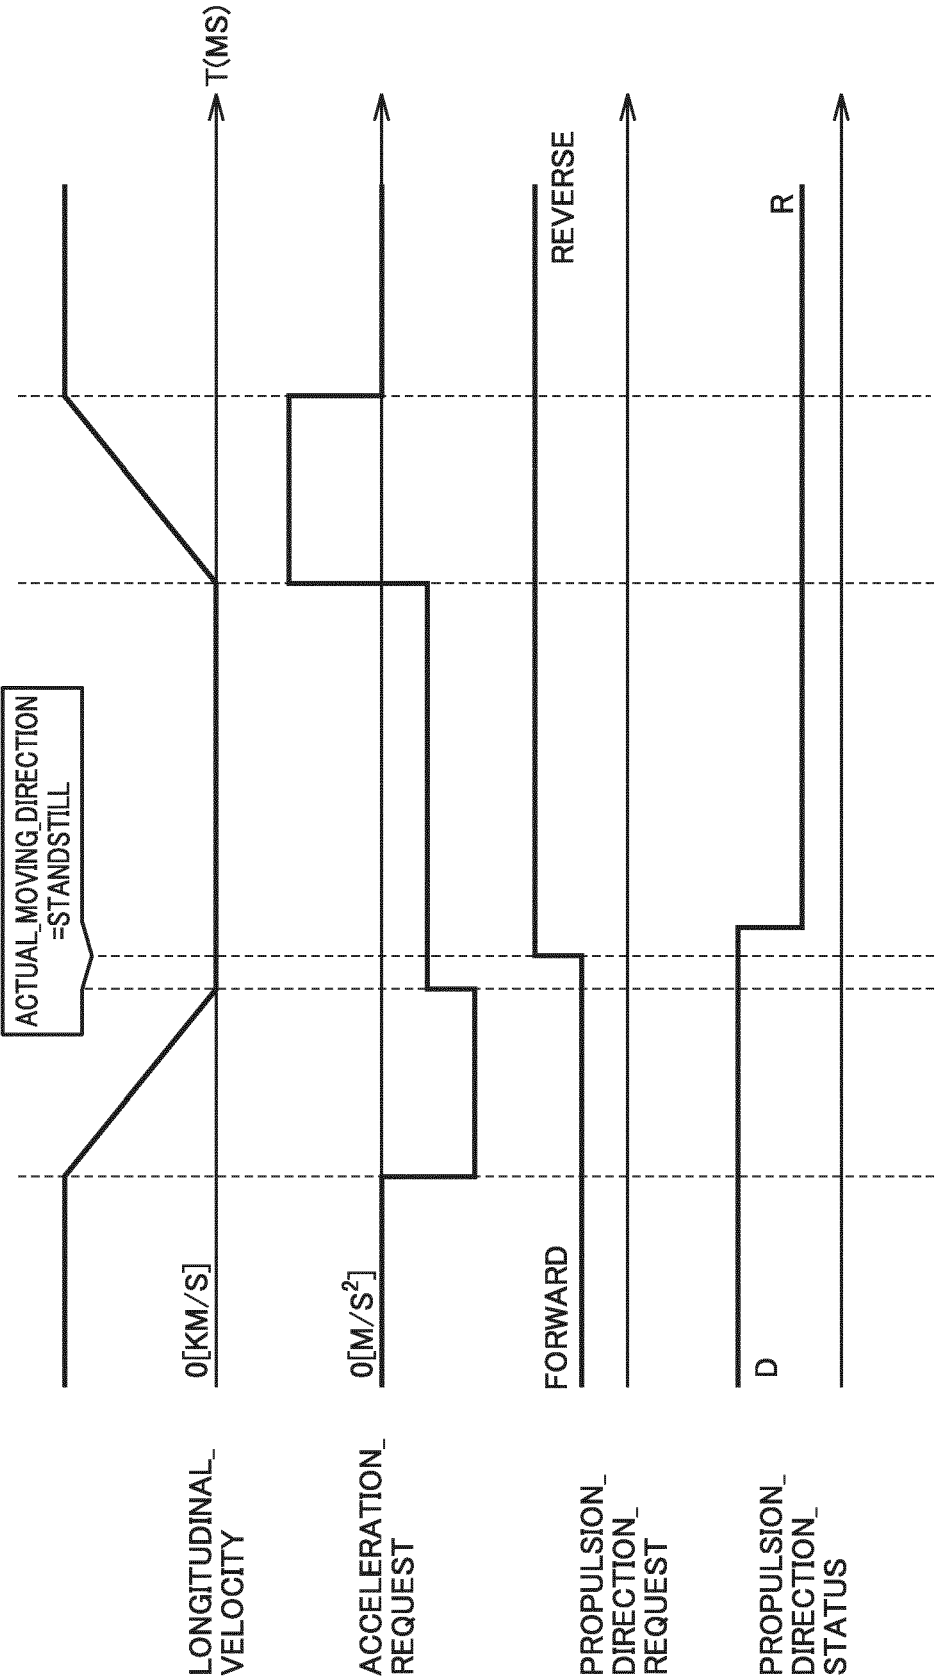 ACTUAL_MOVING_DIRECTION
=STANDSTILL
T(MS)
0[KM/S]
LONGITUDINAL_
VELOCITY
0[M/S2]
ACCELERATION_
REQUEST
FORWARD
REVERSE
PROPULSION_
DIRECTION_
REQUEST
D
R
PROPULSION_
DIRECTION_
STATUS